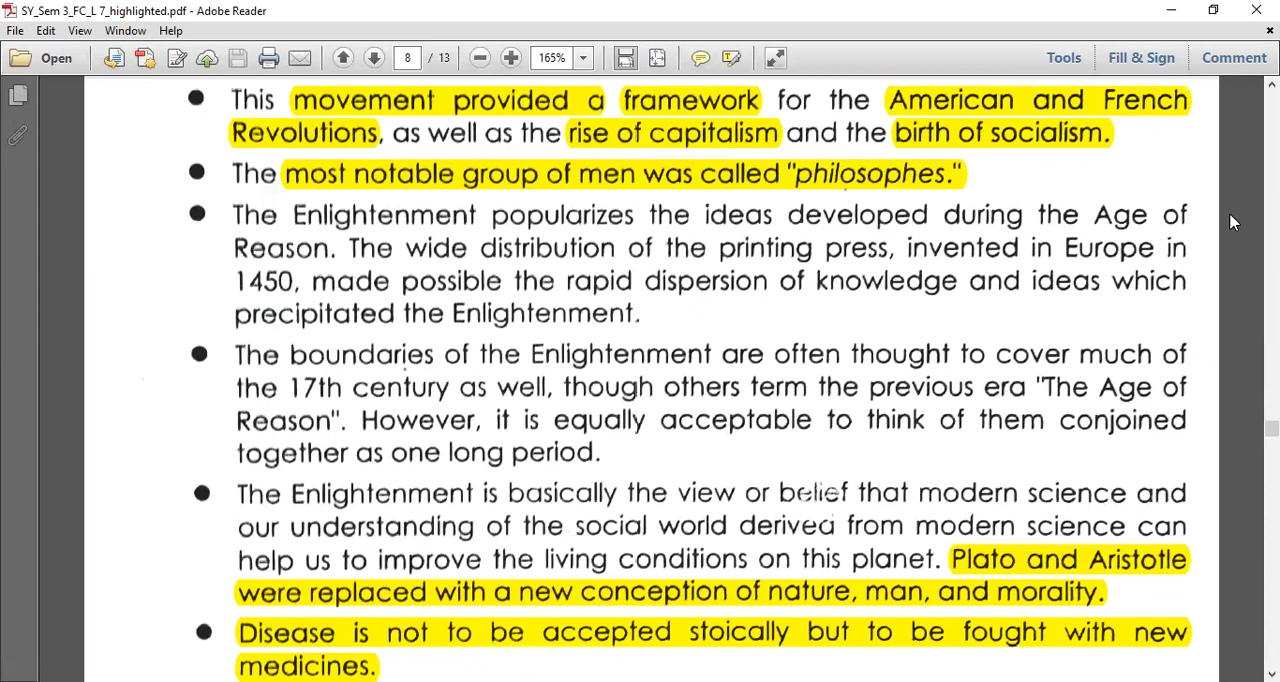 SY_Sem 3_FC_L 7_highlighted.pdf - Adobe Reader
File Edit View Window Help
Open 8 / 13 165% Tools Fill & Sign Comment
This movement provided a framework for the American and French
Revolutions, as well as the rise of capitalism and the birth of socialism.
The most notable group of men was called "philosophes."
The Enlightenment popularizes the ideas developed during the Age of
Reason. The wide distribution of the printing press, invented in Europe in
1450, made possible the rapid dispersion of knowledge and ideas which
precipitated the Enlightenment.
The boundaries of the Enlightenment are often thought to cover much of
the 17th century as well, though others term the previous era "The Age of
Reason". However, it is equally acceptable to think of them conjoined
together as one long period.
The Enlightenment is basically the view or belief that modern science and
our understanding of the social world derived from modern science can
help us to improve the living conditions on this planet. Plato and Aristotle
were replaced with a new conception of nature, man, and morality.
Disease is not to be accepted stoically but to be fought with new
medicines.